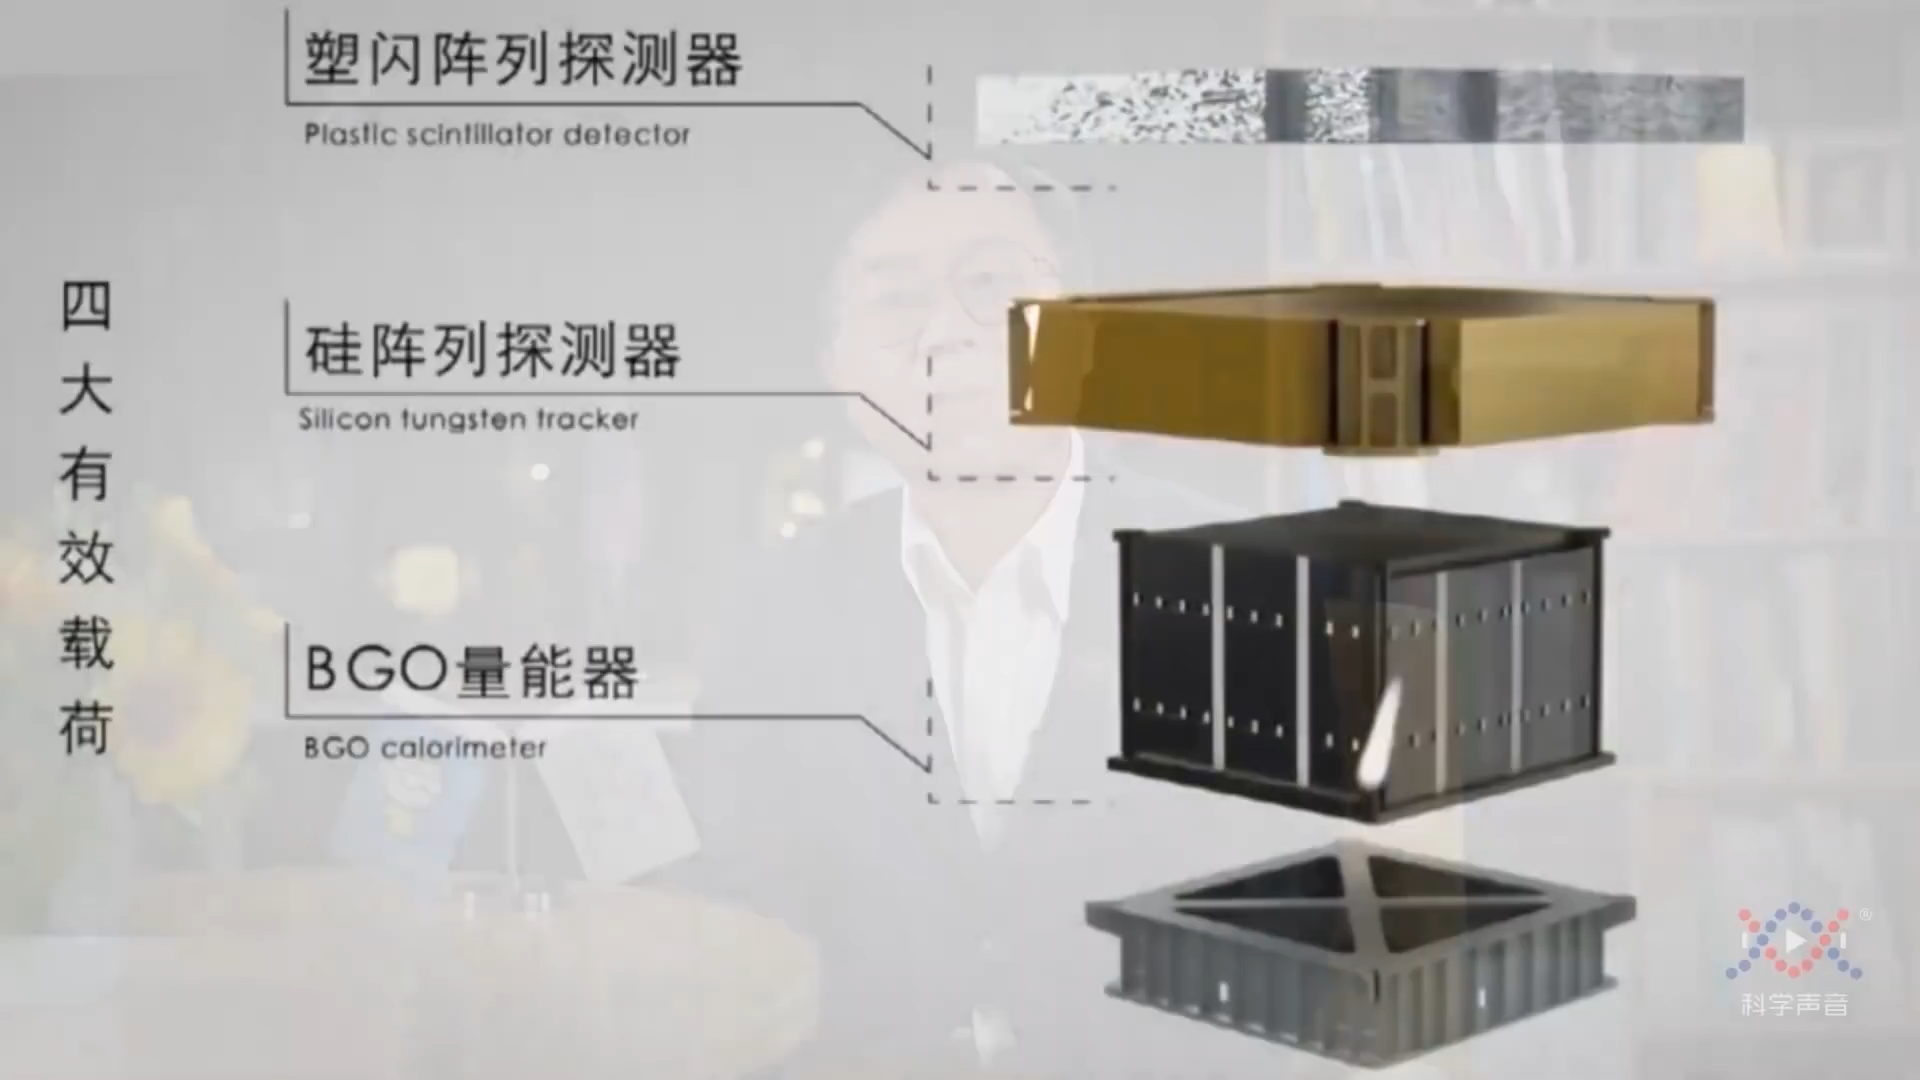 四大有效载荷
塑闪阵列探测器
Plastic scintillator detector
硅阵列探测器
Silicon tungsten tracker
BGO量能器
BGO calorimeter
®
科学声音